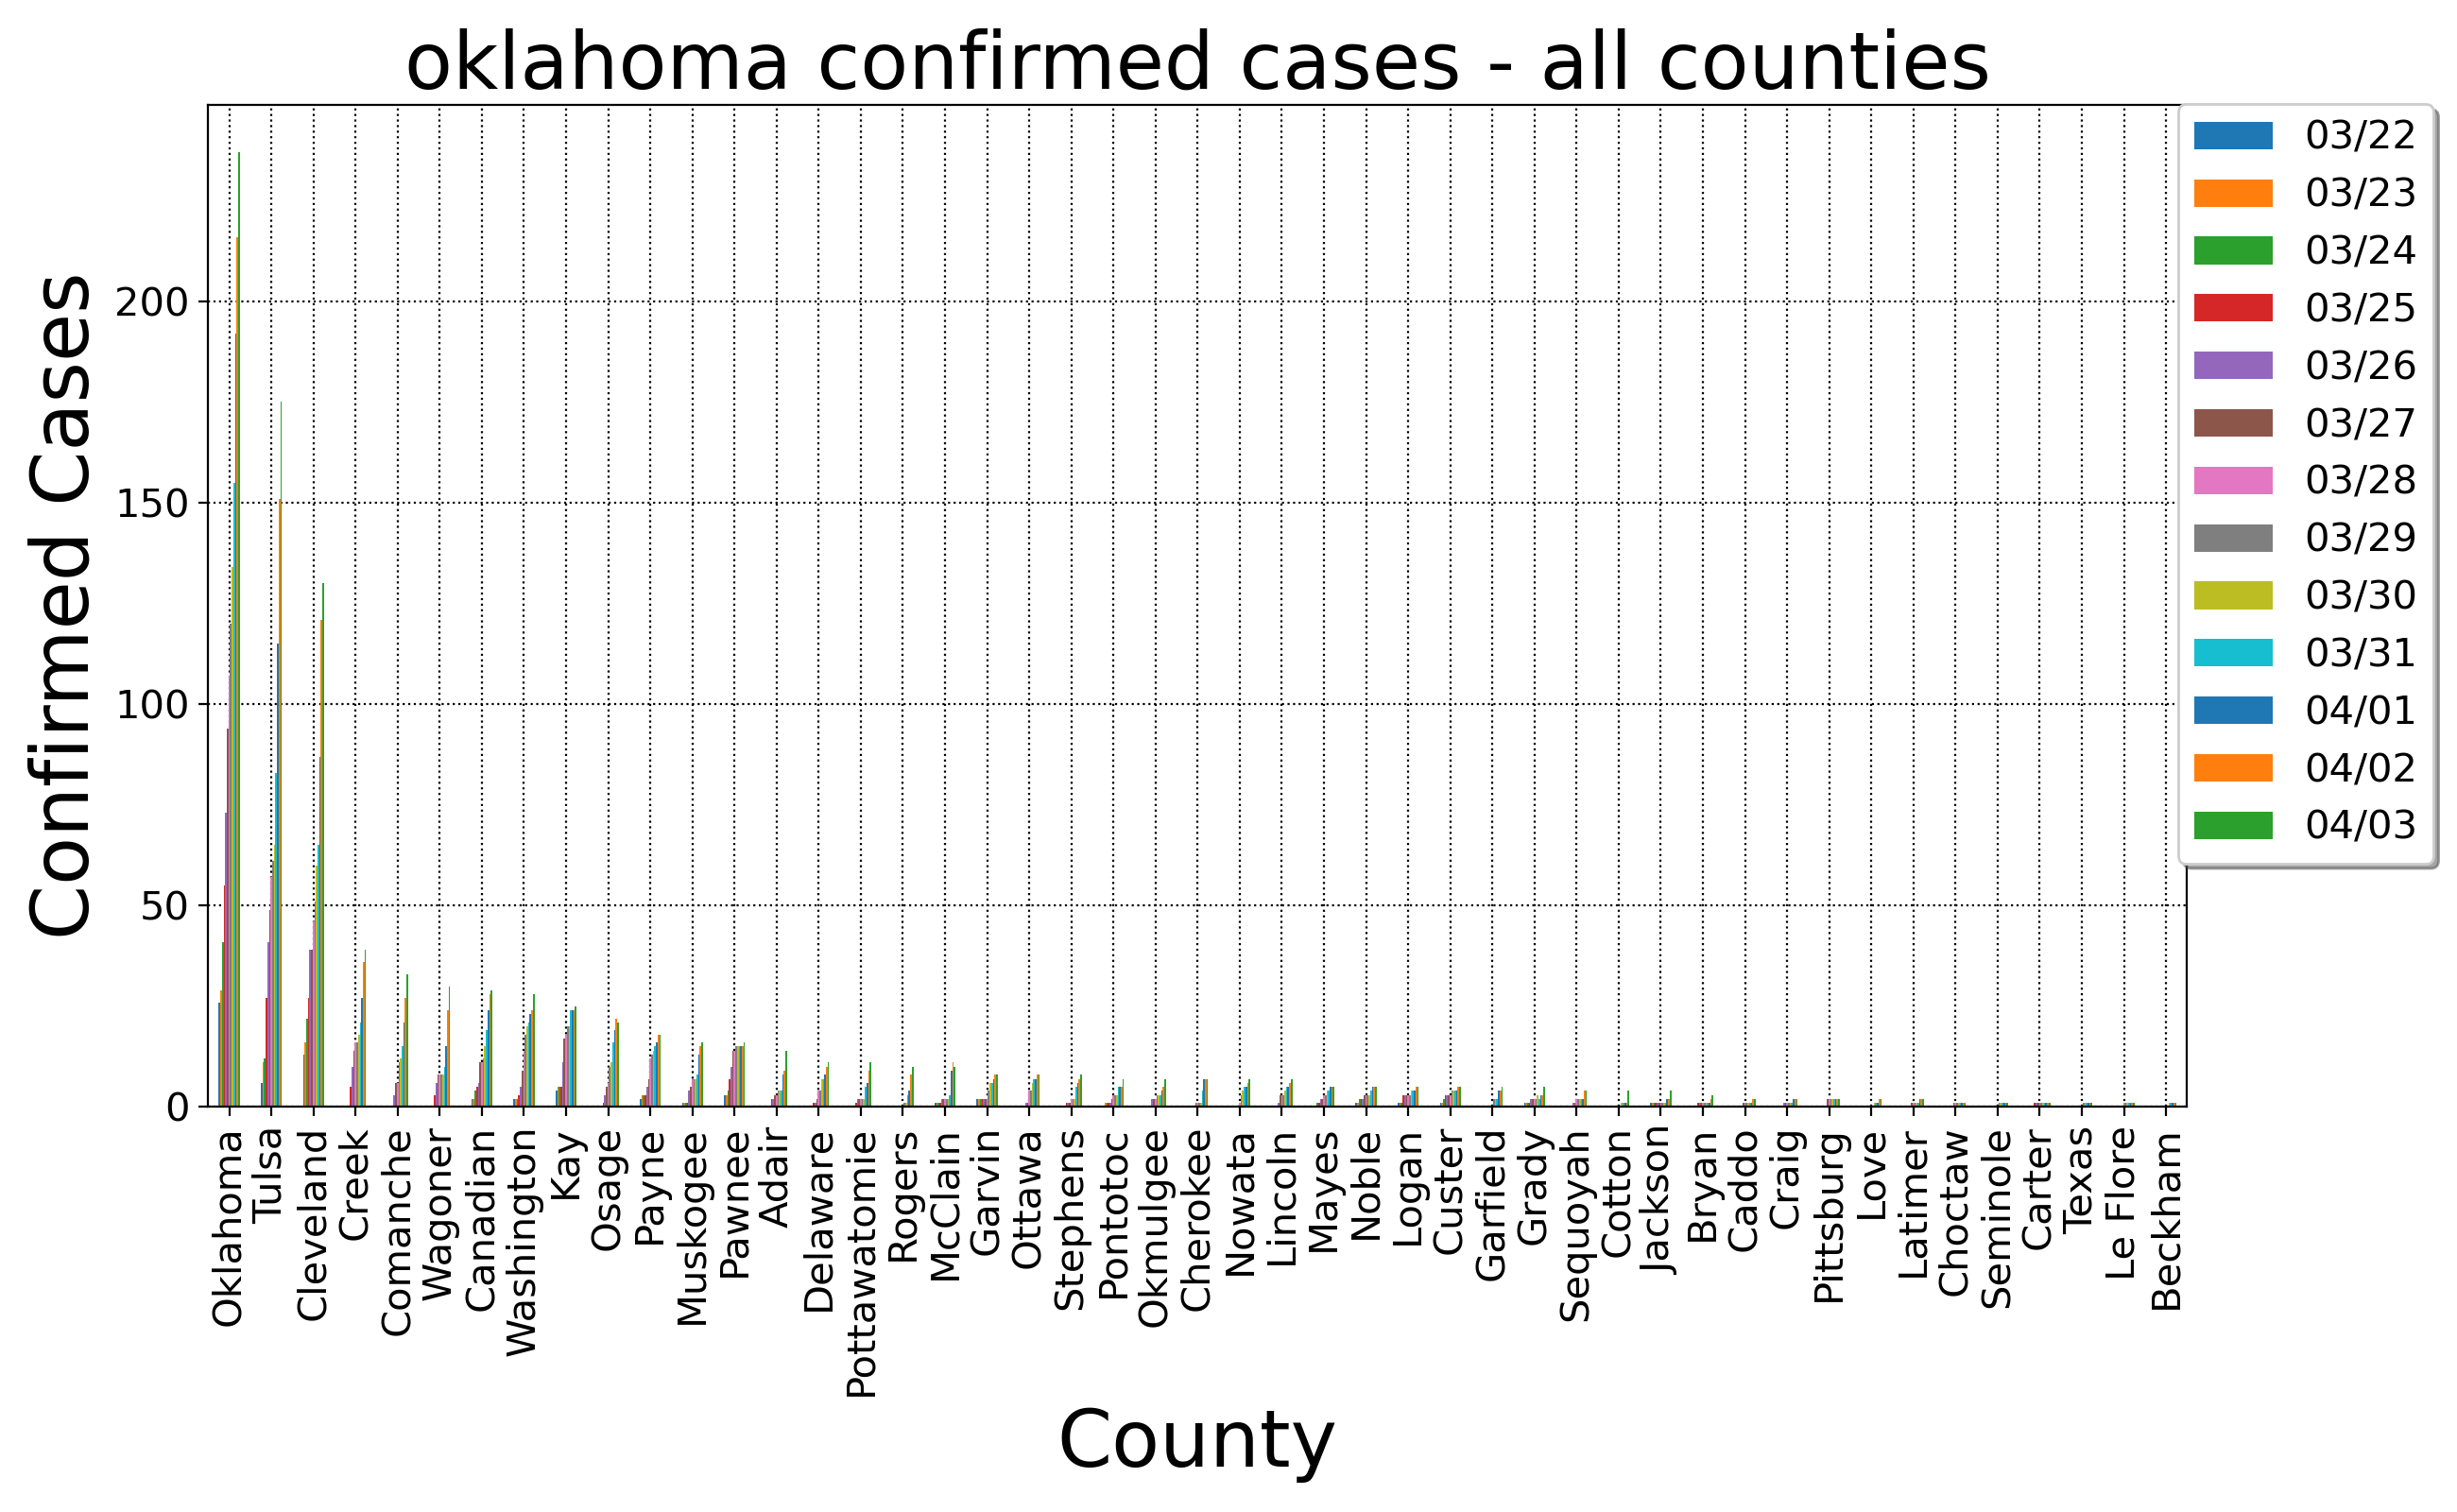 oklahoma confirmed cases - all counties
Confirmed Cases
200
150
100
50
0
03/22
03/23
03/24
03/25
03/26
03/27
03/28
03/29
03/30
03/31
04/01
04/02
04/03
Oklahoma
Tulsa
Cleveland
Creek
Comanche
Wagoner
Canadian
Washington
Kay
Osage
Payne
Muskogee
Pawnee
Adair
Delaware
Pottawatomie
Rogers
McClain
Garvin
Ottawa
Stephens
Pontotoc
Okmulgee
Cherokee
Nowata
Lincoln
Mayes
Noble
Logan
Custer
Garfield
Grady
Sequoyah
Cotton
Jackson
Bryan
Caddo
Craig
Pittsburg
Love
Latimer
Choctaw
Seminole
Carter
Texas
Le Flore
Beckham
County